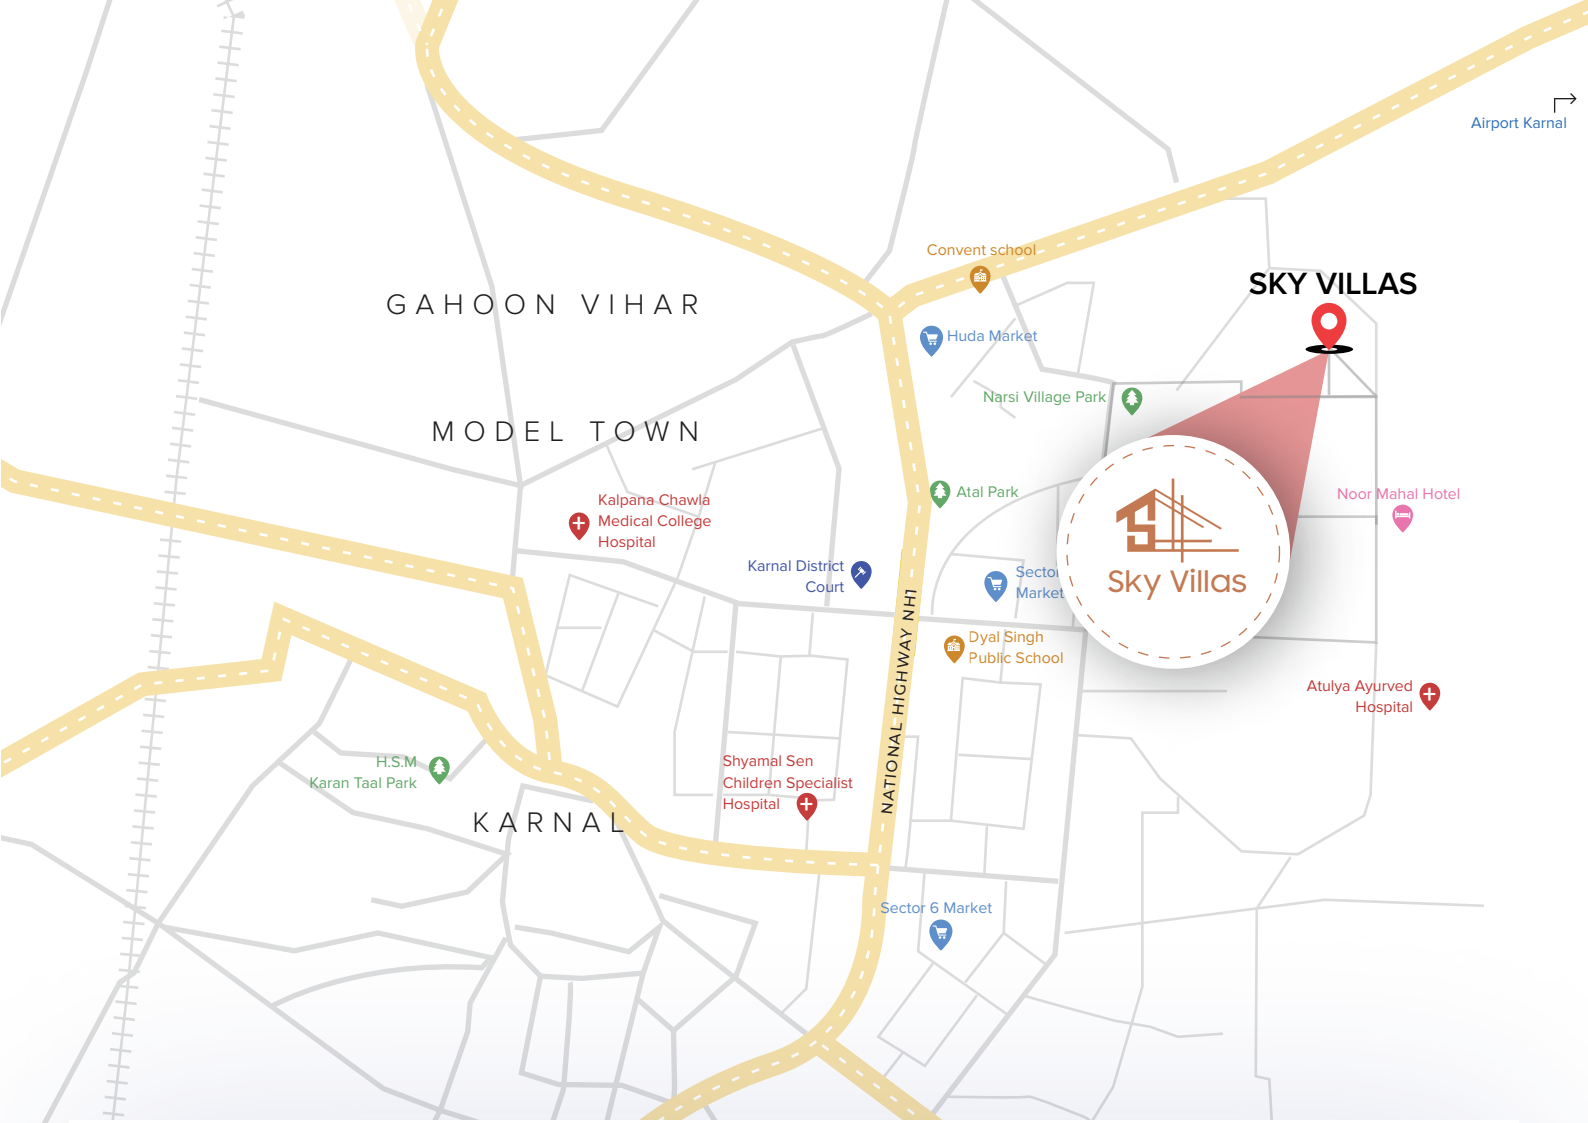 Airport Karnal
Convent school
SKY VILLAS
GAHOON VIHAR
Huda Market
Narsi Village Park
MODEL TOWN
Kalpana Chawla
Medical College
Hospital
Atal Park
Noor Mahal Hotel
Karnal District
Court
Sector
Market
Sky Villas
NATIONAL HIGHWAY NH1
Dyal Singh
Public School
Atulya Ayurved
Hospital
H.S.M
Karan Taal Park
Shyamal Sen
Children Specialist
Hospital
KARNAL
Sector 6 Market